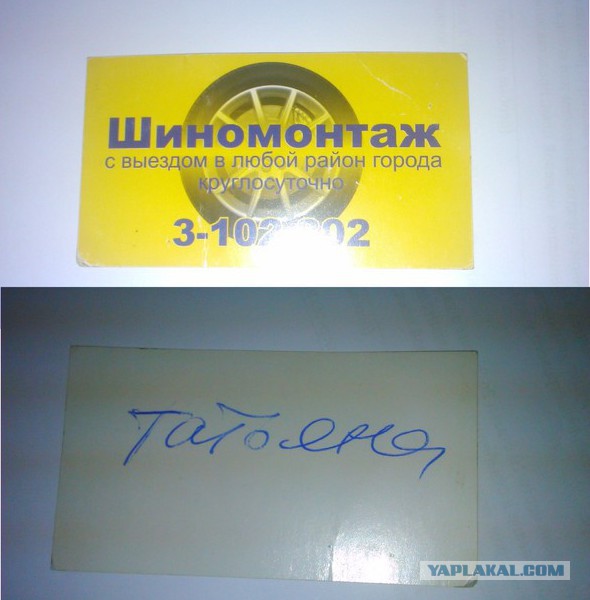 Шиномонтаж
с выездом в любой район города
круглосуточно
Татьяна
YAPLAKAL.COM